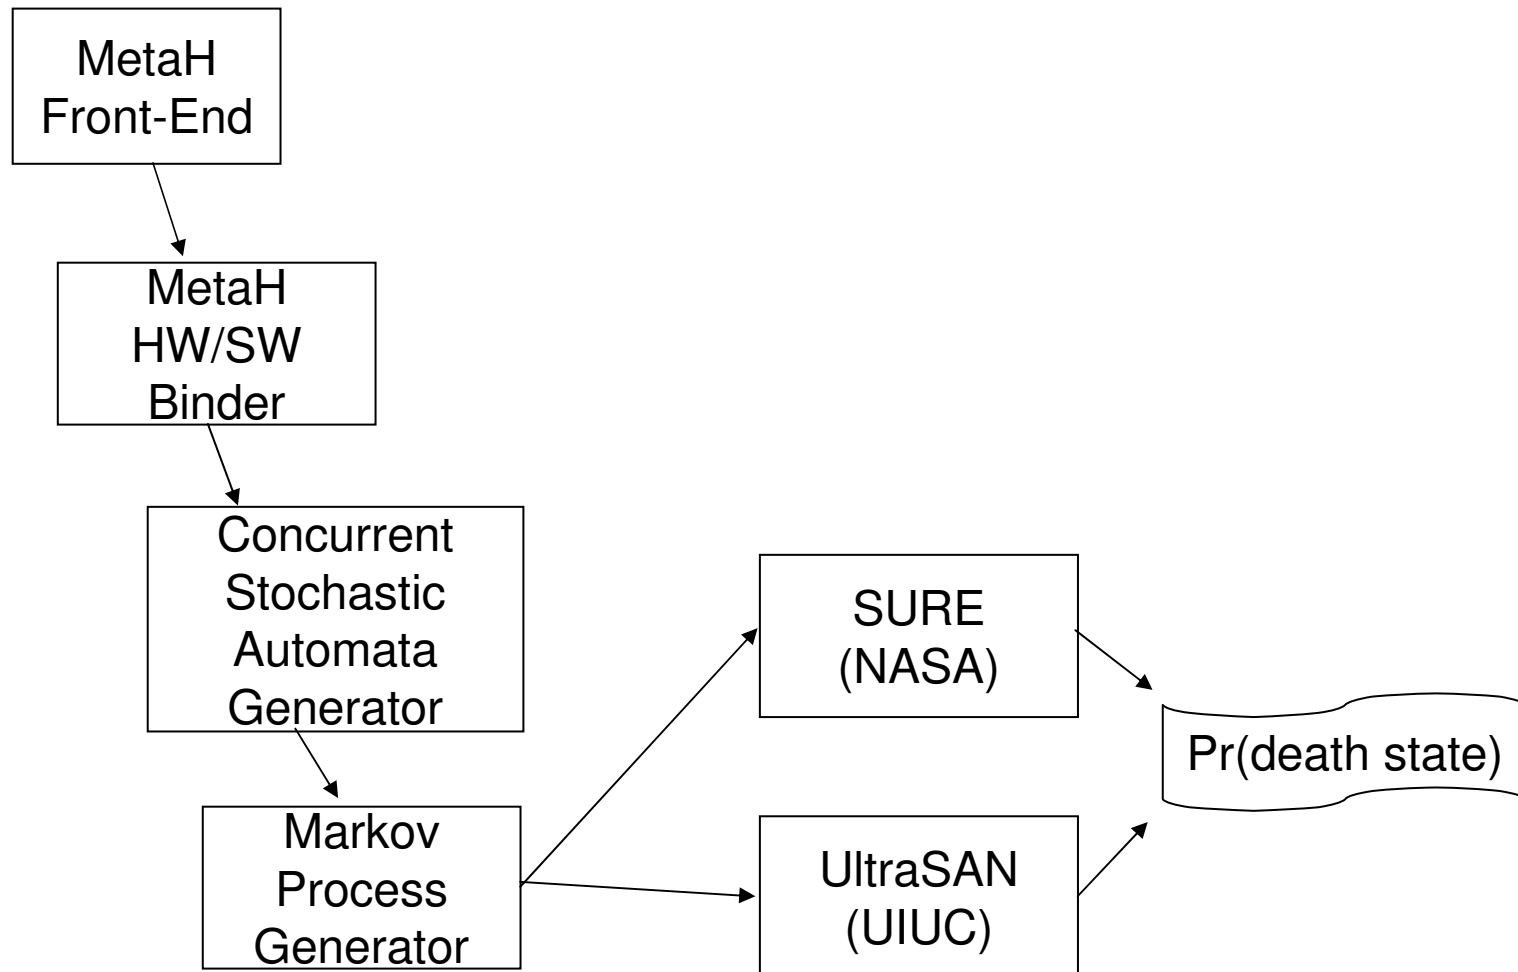 MetaH
Front-End
MetaH
HW/SW
Binder
Concurrent
Stochastic
Automata
Generator
Markov
Process
Generator
SURE
(NASA)
UltraSAN
(UIUC)
Pr(death state)